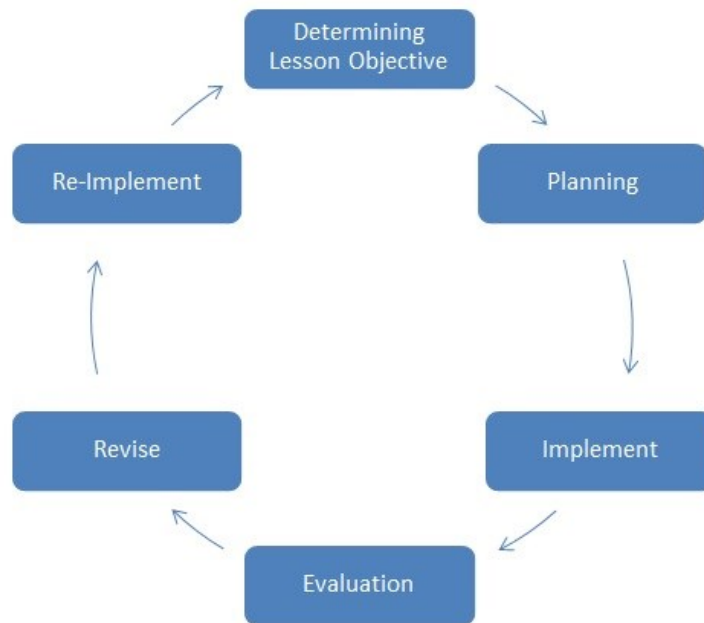 Determining
Lesson Objective
Planning
Implement
Evaluation
Revise
Re-Implement